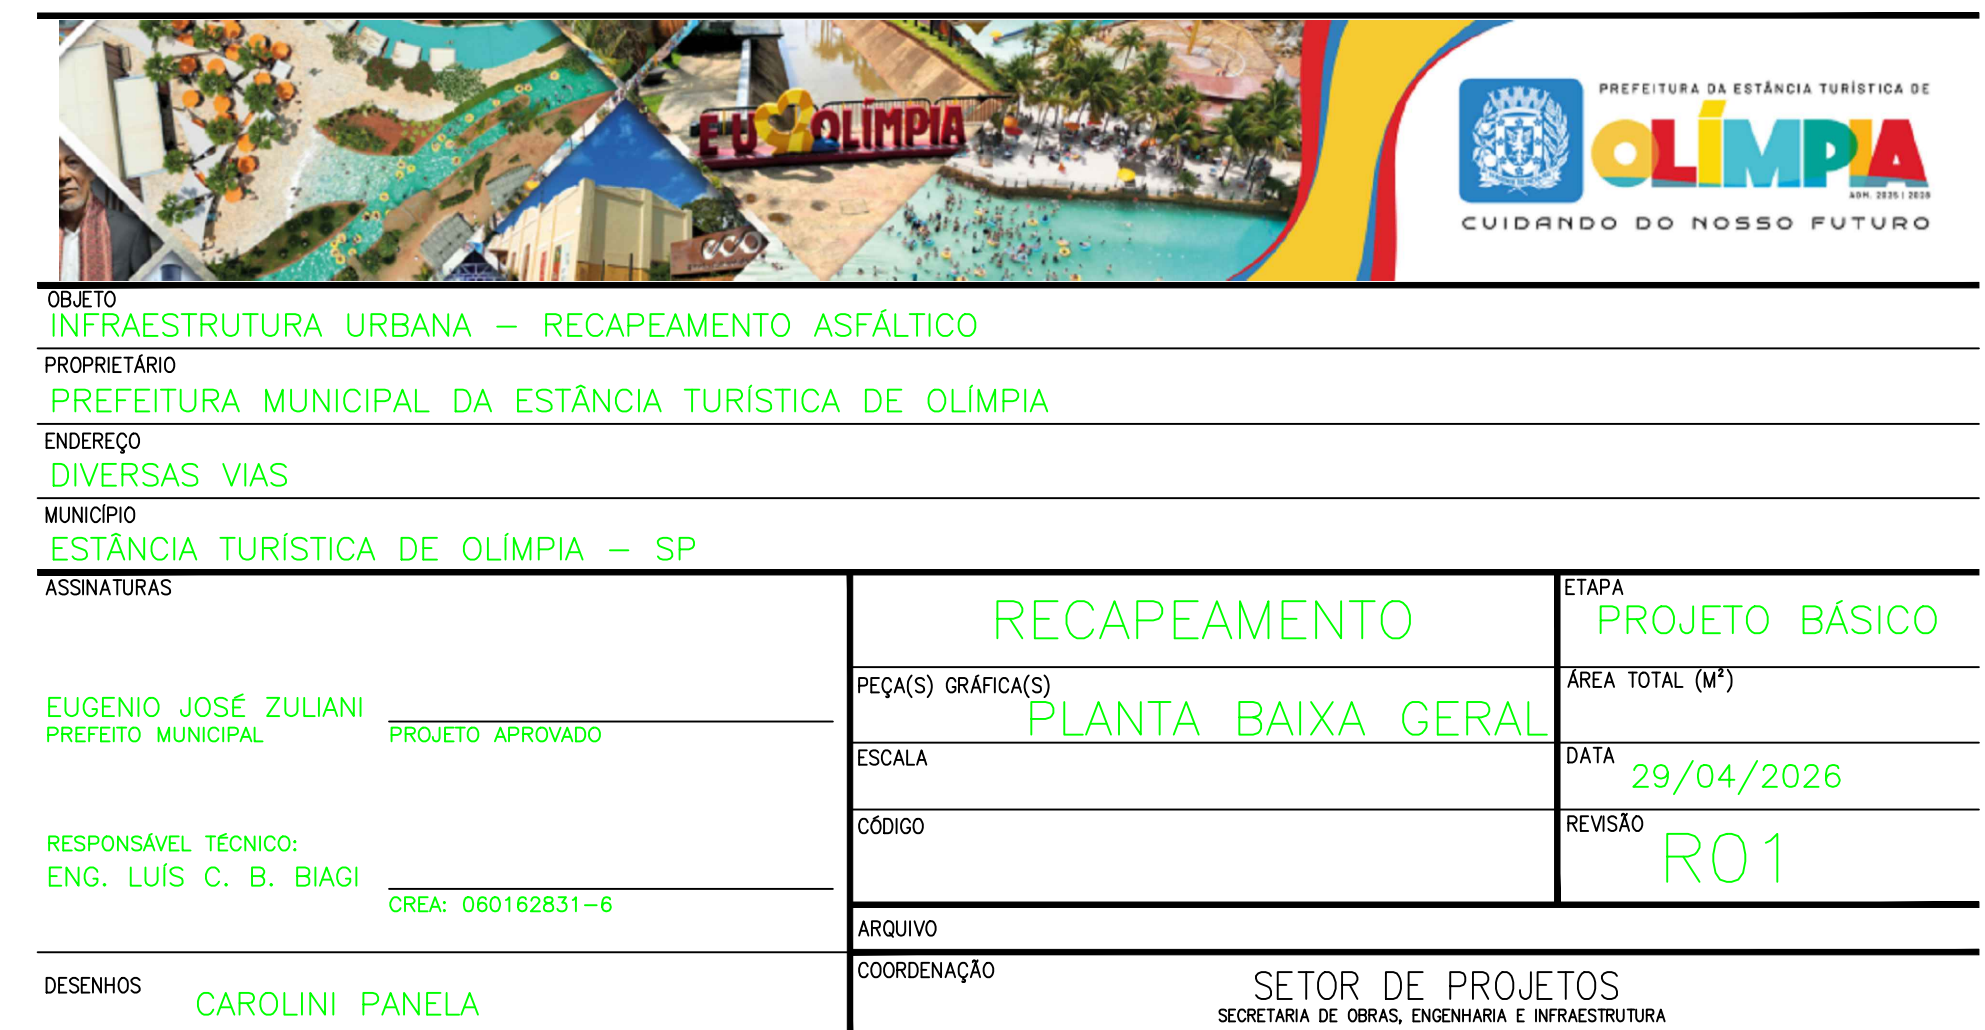 EU OLÍMPIA
eco
PREFEITURA DA ESTÂNCIA TURÍSTICA DE
OLÍMPIA
ADM. 2025 | 2028
CUIDANDO DO NOSSO FUTURO
OBJETO
INFRAESTRUTURA URBANA – RECAPEAMENTO ASFÁLTICO
PROPRIETÁRIO
PREFEITURA MUNICIPAL DA ESTÂNCIA TURÍSTICA DE OLÍMPIA
ENDEREÇO
DIVERSAS VIAS
MUNICÍPIO
ESTÂNCIA TURÍSTICA DE OLÍMPIA – SP
ASSINATURAS
EUGENIO JOSÉ ZULIANI
PREFEITO MUNICIPAL
PROJETO APROVADO
RESPONSÁVEL TÉCNICO:
ENG. LUÍS C. B. BIAGI
CREA: 060162831–6
DESENHOS
CAROLINI PANELA
RECAPEAMENTO
PEÇA(S) GRÁFICA(S)
PLANTA BAIXA GERAL
ESCALA
CÓDIGO
ETAPA
PROJETO BÁSICO
ÁREA TOTAL (M²)
DATA
29/04/2026
REVISÃO
R01
ARQUIVO
COORDENAÇÃO
SETOR DE PROJETOS
SECRETARIA DE OBRAS, ENGENHARIA E INFRAESTRUTURA